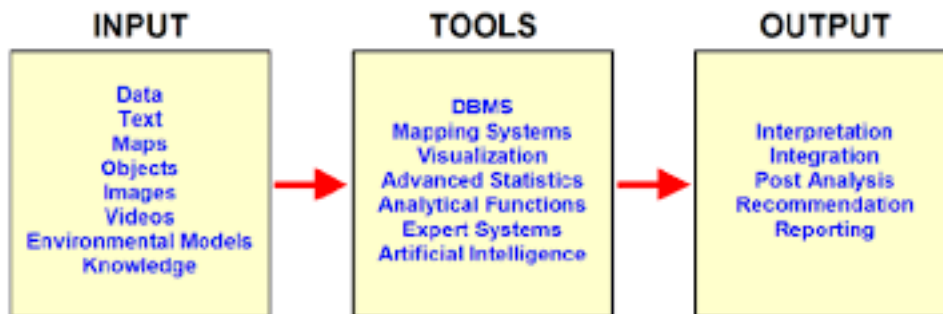 INPUT
Data
Text
Maps
Objects
Images
Videos
Environmental Models
Knowledge
TOOLS
DBMS
Mapping Systems
Visualization
Advanced Statistics
Analytical Functions
Expert Systems
Artificial Intelligence
OUTPUT
Interpretation
Integration
Post Analysis
Recommendation
Reporting